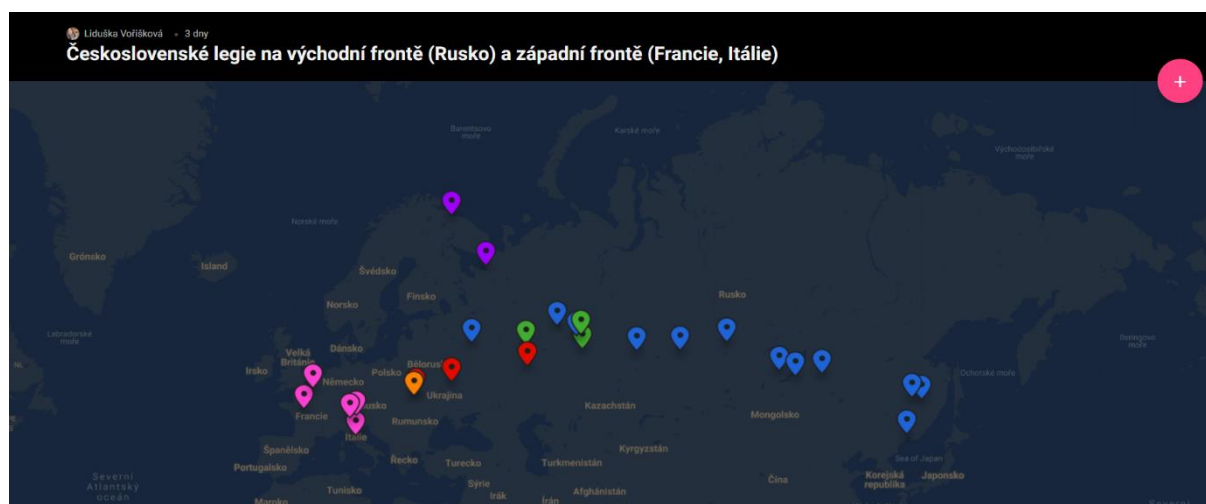 Liduška Voříšková • 3 dny
Československé legie na východní frontě (Rusko) a západní frontě (Francie, Itálie)
+
Barentsovo
moře
Karské moře
Východosibiřské
moře
Norské moře
Grónsko
Island
Švédsko
Finsko
Norsko
Rusko
Labradorské
moře
Beringovo
moře
NL
Velká
Británie
Dánsko
Irsko
Polsko
Německo
Ochotské moře
Ukrajina
Francie
Kazachstán
Mongolsko
Rumunsko
Itálie
Španělsko
Kyrgyzstán
Portugalsko
Řecko
Turecko
Turkmenistán
Sea of Japan
Severní
Atlantský
oceán
Sýrie
Čína
Korejská
republika
Japonsko
Tunisko
Irák
Írán
Afghánistán
Maroko
Severní